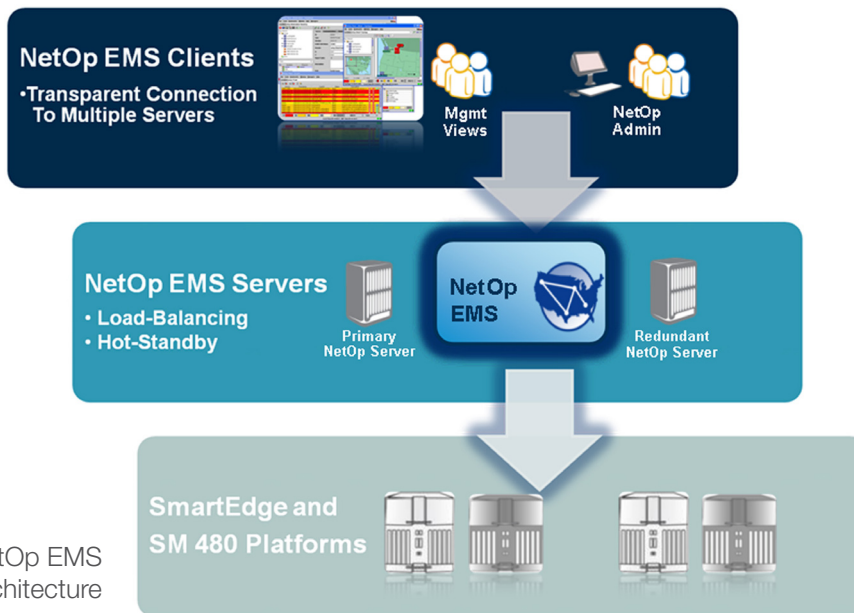 NetOp EMS Clients
•Transparent Connection
To Multiple Servers
Mgmt
Views
NetOp
Admin
NetOp EMS Servers
• Load-Balancing
• Hot-Standby
Primary
NetOp Server
NetOp
EMS
Redundant
NetOp Server
SmartEdge and
SM 480 Platforms
tOp EMS
chitecture